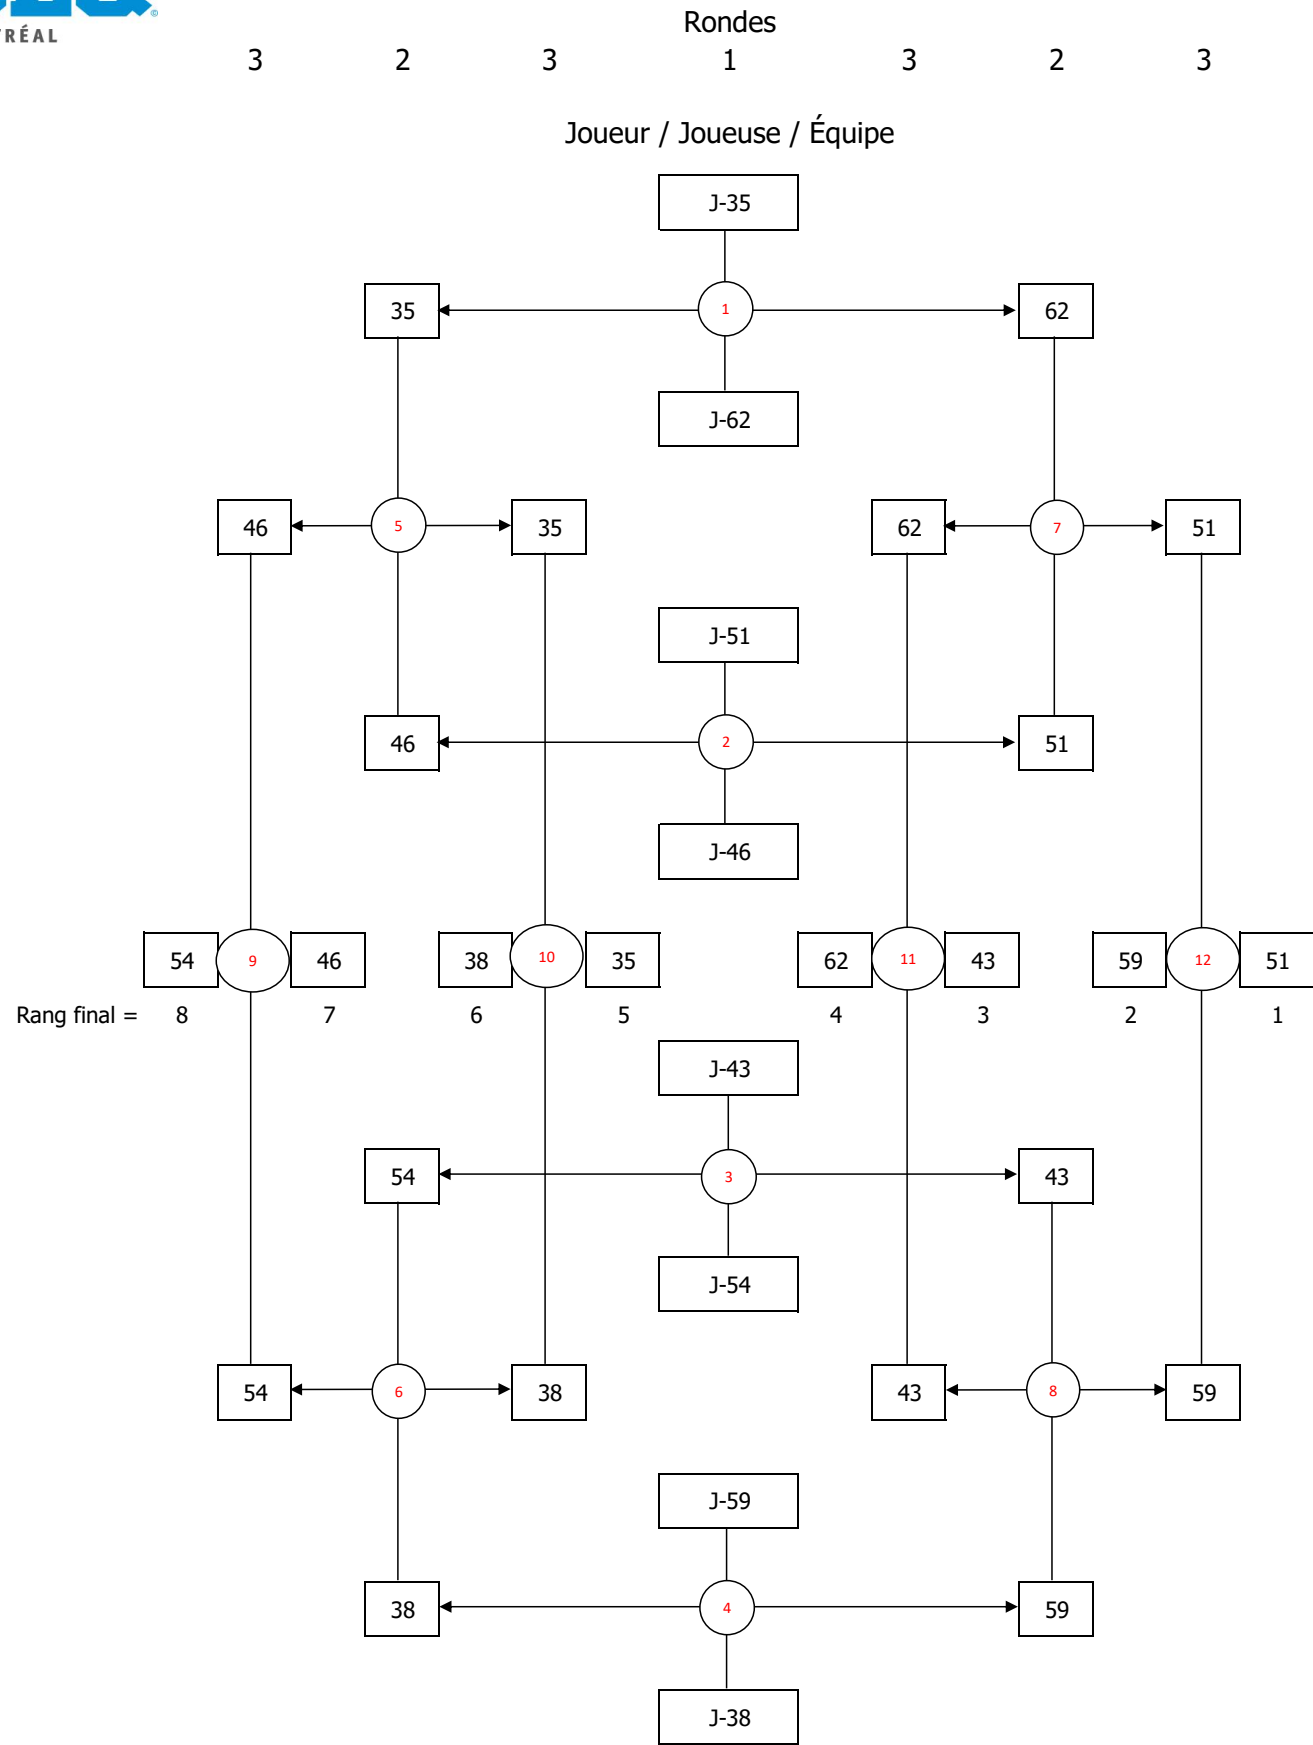 RÉAL
Rondes
3 2 3 1 3 2 3
Joueur / Joueuse / Équipe
J-35
35 1 62
J-62
46 5 35 62 7 51
J-51
46 2 51
J-46
54 9 46 38 10 35 62 11 43 59 12 51
Rang final = 8 7 6 5 4 3 2 1
J-43
54 3 43
J-54
54 6 38 43 8 59
J-59
38 4 59
J-38